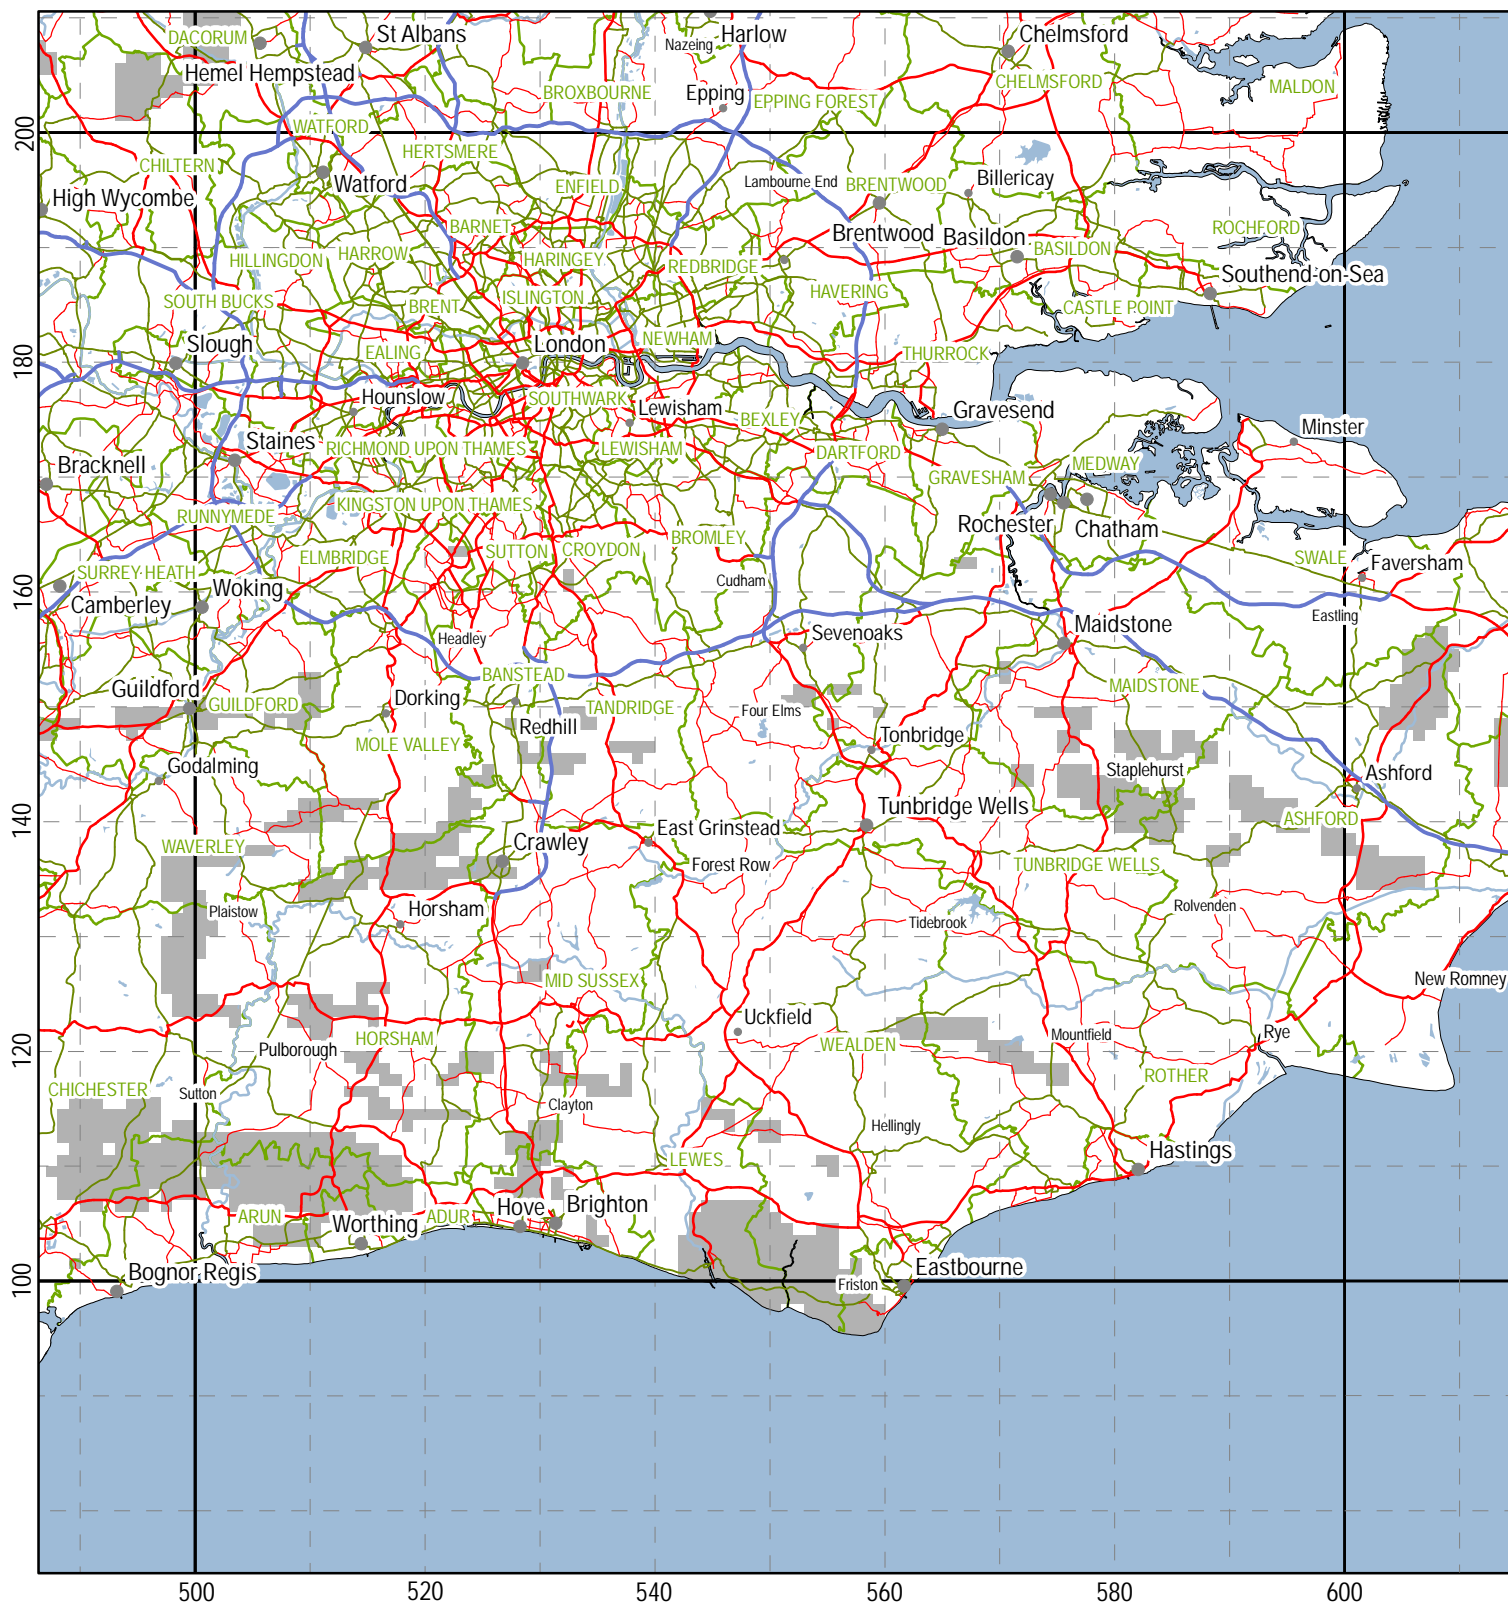 DACORUM
St Albans
Nazeing
Harlow
Chelmsford
Hemel Hempstead
BROXBOURNE
Epping
EPPING FOREST
CHELMSFORD
MALDON
200
WATFORD
HERTSMERE
CHILTERN
High Wycombe
Watford
ENFIELD
Lambourne End
BRENTWOOD
Billericay
BARNET
Brentwood
Basildon
BASILDON
ROCHFORD
HILLINGDON
HARROW
HARINGEY
REDBRIDGE
HAVERING
Southend-on-Sea
SOUTH BUCKS
BRENT
ISLINGTON
CASTLE POINT
180
Slough
EALING
London
NEWHAM
THURROCK
Hounslow
SOUTHWARK
Lewisham
BEXLEY
Gravesend
Minster
Staines
RICHMOND UPON THAMES
LEWISHAM
DARTFORD
Bracknell
GRAVESHAM
MEDWAY
RUNNYMEDE
KINGSTON UPON THAMES
Rochester
Chatham
ELMBRIDGE
SUTTON
CROYDON
BROMLEY
SWALE
Faversham
160
SURREY HEATH
Woking
Cudham
Camberley
Headley
Sevenoaks
Maidstone
Eastling
Guildford
GUILDFORD
BANSTEAD
MAIDSTONE
Dorking
Redhill
TANDRIDGE
Four Elms
MOLE VALLEY
Tonbridge
Godalming
Staplehurst
Ashford
140
WAVERLEY
Crawley
East Grinstead
Tunbridge Wells
ASHFORD
Forest Row
TUNBRIDGE WELLS
Plaistow
Horsham
Tidebrook
Rolvenden
MID SUSSEX
New Romney
120
Pulborough
HORSHAM
Uckfield
WEALDEN
Mountfield
Rye
CHICHESTER
Sutton
Clayton
ROTHER
Hellingly
LEWES
Hastings
ARUN
Worthing
ADUR
Hove
Brighton
100
Bognor Regis
Friston
Eastbourne
500
520
540
560
580
600